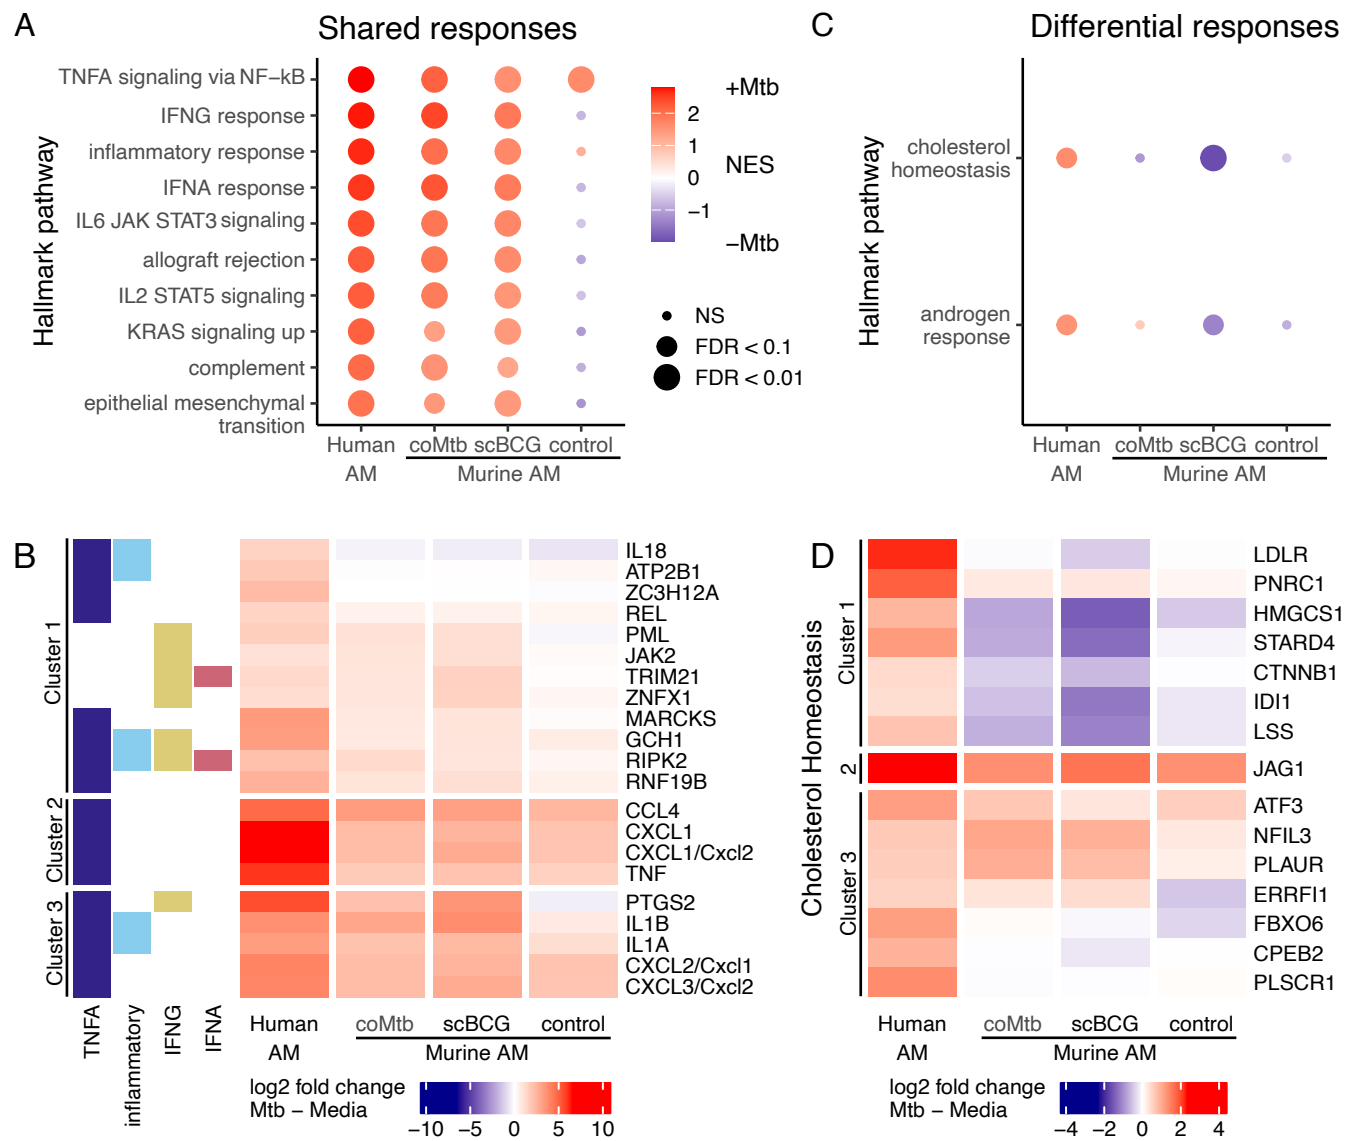 A
Shared responses
Hallmark pathway
TNFA signaling via NF−kB
IFNG response
inflammatory response
IFNA response
IL6 JAK STAT3 signaling
allograft rejection
IL2 STAT5 signaling
KRAS signaling up
complement
epithelial mesenchymal
transition
Human
AM
coMtb scBCG control
Murine AM
+Mtb
2
1
NES
0
−1
−Mtb
NS
FDR < 0.1
FDR < 0.01
C
Differential responses
Hallmark pathway
cholesterol
homeostasis
androgen
response
Human
AM
coMtb scBCG control
Murine AM
B
Cluster 1
Cluster 2
Cluster 3
IL18
ATP2B1
ZC3H12A
REL
PML
JAK2
TRIM21
ZNFX1
MARCKS
GCH1
RIPK2
RNF19B
CCL4
CXCL1
CXCL1/Cxcl2
TNF
PTGS2
IL1B
IL1A
CXCL2/Cxcl1
CXCL3/Cxcl2
TNFA
inflammatory
IFNG
IFNA
Human
AM
coMtb scBCG control
Murine AM
log2 fold change
Mtb − Media
−10 −5 0 5 10
D
Cholesterol Homeostasis
Cluster 1
2
Cluster 3
LDLR
PNRC1
HMGCS1
STARD4
CTNNB1
IDI1
LSS
JAG1
ATF3
NFIL3
PLAUR
ERRFI1
FBXO6
CPEB2
PLSCR1
Human
AM
coMtb scBCG control
Murine AM
log2 fold change
Mtb − Media
−4 −2 0 2 4